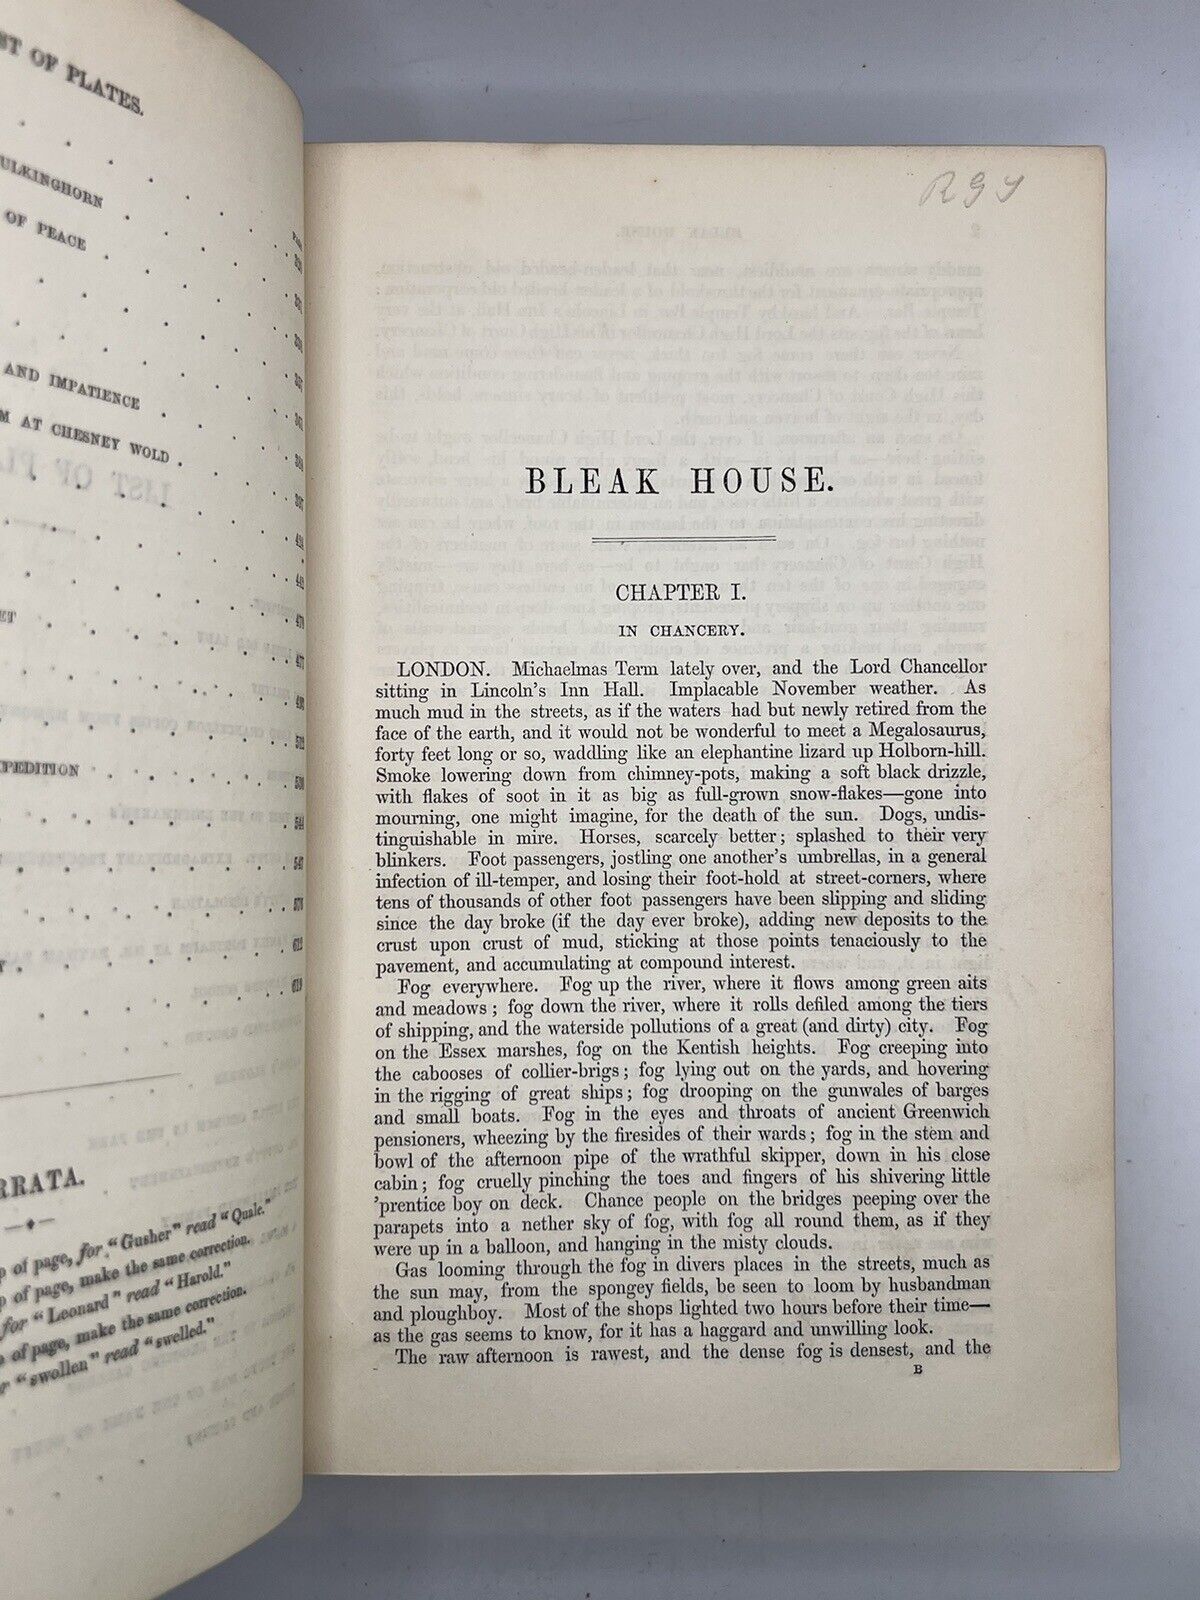 OF PLATES.
OF PEACE
AND IMPATIENCE
AT CHESNEY WOLD
RRATA.
of page, for "Gusher" read "Quale."
of page, make the same correction.
for "Leonard" read "Harold."
of page, make the same correction.
"swollen" read "swelled."
RGY
BLEAK HOUSE.
CHAPTER I.
IN CHANCERY.
LONDON. Michaelmas Term lately over, and the Lord Chancellor
sitting in Lincoln's Inn Hall. Implacable November weather. As
much mud in the streets, as if the waters had but newly retired from the
face of the earth, and it would not be wonderful to meet a Megalosaurus,
forty feet long or so, waddling like an elephantine lizard up Holborn-hill.
Smoke lowering down from chimney-pots, making a soft black drizzle,
with flakes of soot in it as big as full-grown snow-flakes—gone into
mourning, one might imagine, for the death of the sun. Dogs, undis-
tinguishable in mire. Horses, scarcely better; splashed to their very
blinkers. Foot passengers, jostling one another's umbrellas, in a general
infection of ill-temper, and losing their foot-hold at street-corners, where
tens of thousands of other foot passengers have been slipping and sliding
since the day broke (if the day ever broke), adding new deposits to the
crust upon crust of mud, sticking at those points tenaciously to the
pavement, and accumulating at compound interest.
Fog everywhere. Fog up the river, where it flows among green aits
and meadows; fog down the river, where it rolls defiled among the tiers
of shipping, and the waterside pollutions of a great (and dirty) city. Fog
on the Essex marshes, fog on the Kentish heights. Fog creeping into
the cabooses of collier-brigs; fog lying out on the yards, and hovering
in the rigging of great ships; fog drooping on the gunwales of barges
and small boats. Fog in the eyes and throats of ancient Greenwich
pensioners, wheezing by the firesides of their wards; fog in the stem and
bowl of the afternoon pipe of the wrathful skipper, down in his close
cabin; fog cruelly pinching the toes and fingers of his shivering little
'prentice boy on deck. Chance people on the bridges peeping over the
parapets into a nether sky of fog, with fog all round them, as if they
were up in a balloon, and hanging in the misty clouds.
Gas looming through the fog in divers places in the streets, much as
the sun may, from the spongey fields, be seen to loom by husbandman
and ploughboy. Most of the shops lighted two hours before their time—
as the gas seems to know, for it has a haggard and unwilling look.
The raw afternoon is rawest, and the dense fog is densest, and the
B